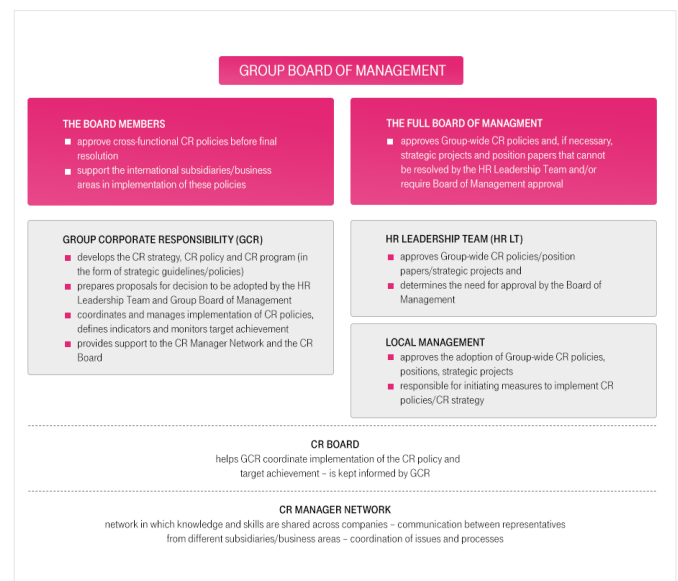 GROUP BOARD OF MANAGEMENT
THE BOARD MEMBERS
approve cross-functional CR policies before final
resolution
support the international subsidiaries/business
areas in implementation of these policies
THE FULL BOARD OF MANAGMENT
approves Group-wide CR policies and, if necessary,
strategic projects and position papers that cannot
be resolved by the HR Leadership Team and/or
require Board of Management approval
GROUP CORPORATE RESPONSIBILITY (GCR)
develops the CR strategy, CR policy and CR program (in
the form of strategic guidelines/policies)
prepares proposals for decision to be adopted by the HR
Leadership Team and Group Board of Management
coordinates and manages implementation of CR policies,
defines indicators and monitors target achievement
provides support to the CR Manager Network and the CR
Board
HR LEADERSHIP TEAM (HR LT)
approves Group-wide CR policies/position
papers/strategic projects and
determines the need for approval by the Board of
Management
LOCAL MANAGEMENT
approves the adoption of Group-wide CR policies,
positions, strategic projects
responsible for initiating measures to implement CR
policies/CR strategy
CR BOARD
helps GCR coordinate implementation of the CR policy and
target achievement – is kept informed by GCR
CR MANAGER NETWORK
network in which knowledge and skills are shared across companies – communication between representatives
from different subsidiaries/business areas – coordination of issues and processes